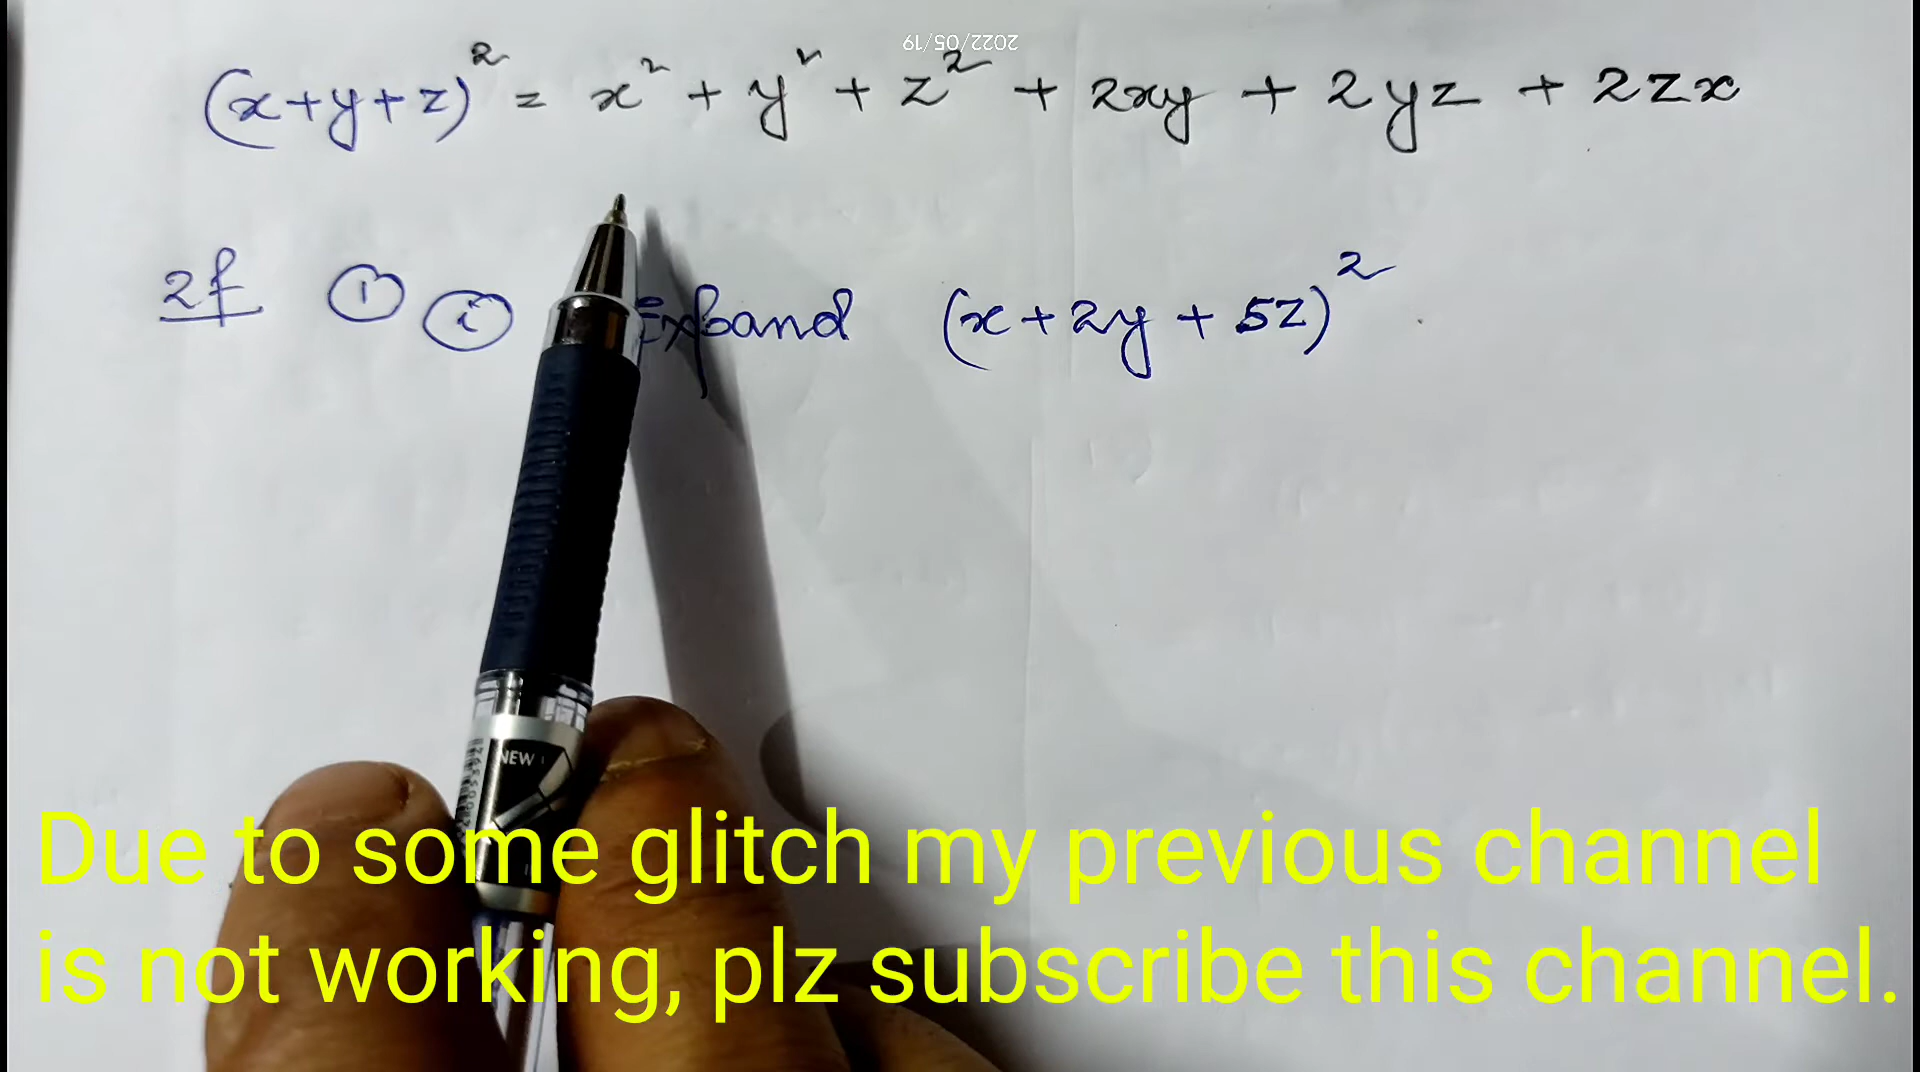 2022/05/19
(x+y+z)² = x² + y² + z² + 2xy + 2yz + 2zx
2f ① ⓘ Expand (x+2y+5z)²
NEW
Due to some glitch my previous channel
is not working, plz subscribe this channel.